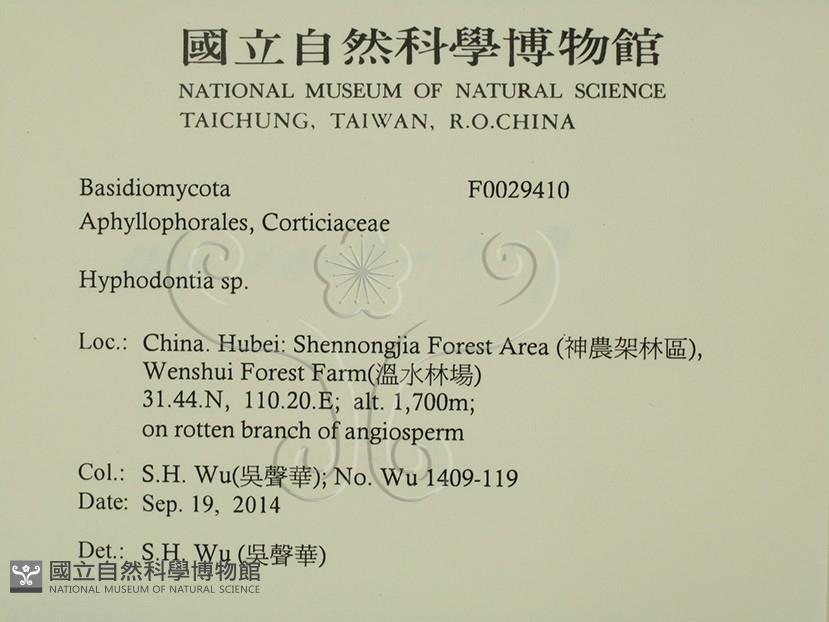 國立自然科學博物館
NATIONAL MUSEUM OF NATURAL SCIENCE
TAICHUNG, TAIWAN, R.O.CHINA
Basidiomycota F0029410
Aphyllophorales, Corticiaceae
Hyphodontia sp.
Loc.: China. Hubei: Shennongjia Forest Area (神農架林區),
Wenshui Forest Farm(溫水林場)
31.44.N, 110.20.E; alt. 1,700m;
on rotten branch of angiosperm
Col.: S.H. Wu(吳聲華); No. Wu 1409-119
Date: Sep. 19, 2014
Det.: S.H. Wu (吳聲華)
國立自然科學博物館
NATIONAL MUSEUM OF NATURAL SCIENCE